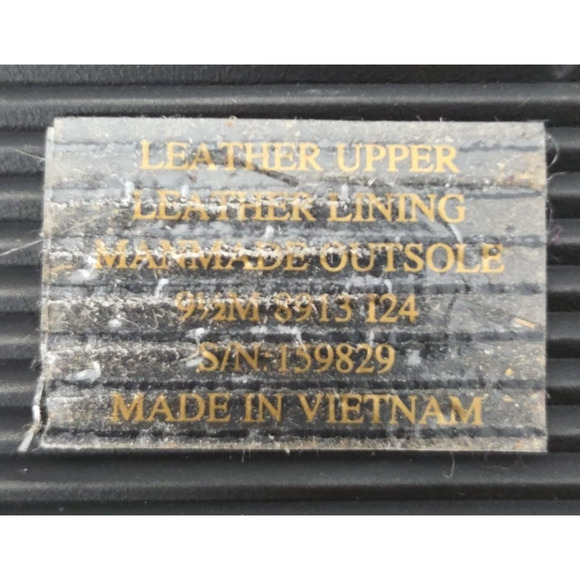 LEATHER UPPER
LEATHER LINING
MANMADE OUTSOLE
9½M 8913 I24
S/N:159829
MADE IN VIETNAM